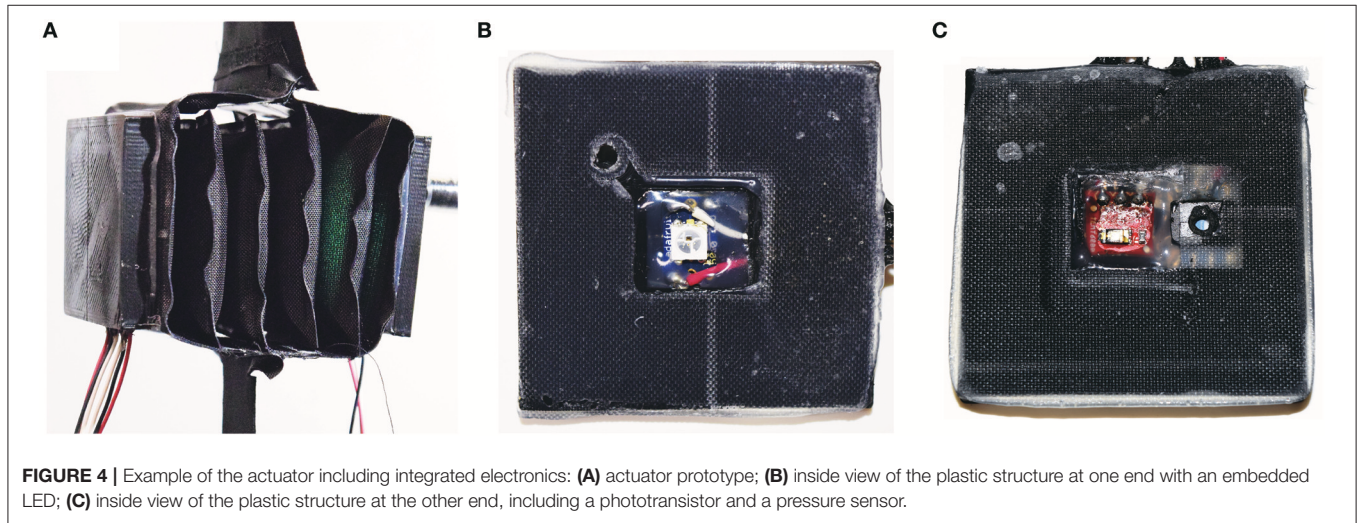 A
B
C
adafrui
FIGURE 4 | Example of the actuator including integrated electronics: (A) actuator prototype; (B) inside view of the plastic structure at one end with an embedded
LED; (C) inside view of the plastic structure at the other end, including a phototransistor and a pressure sensor.